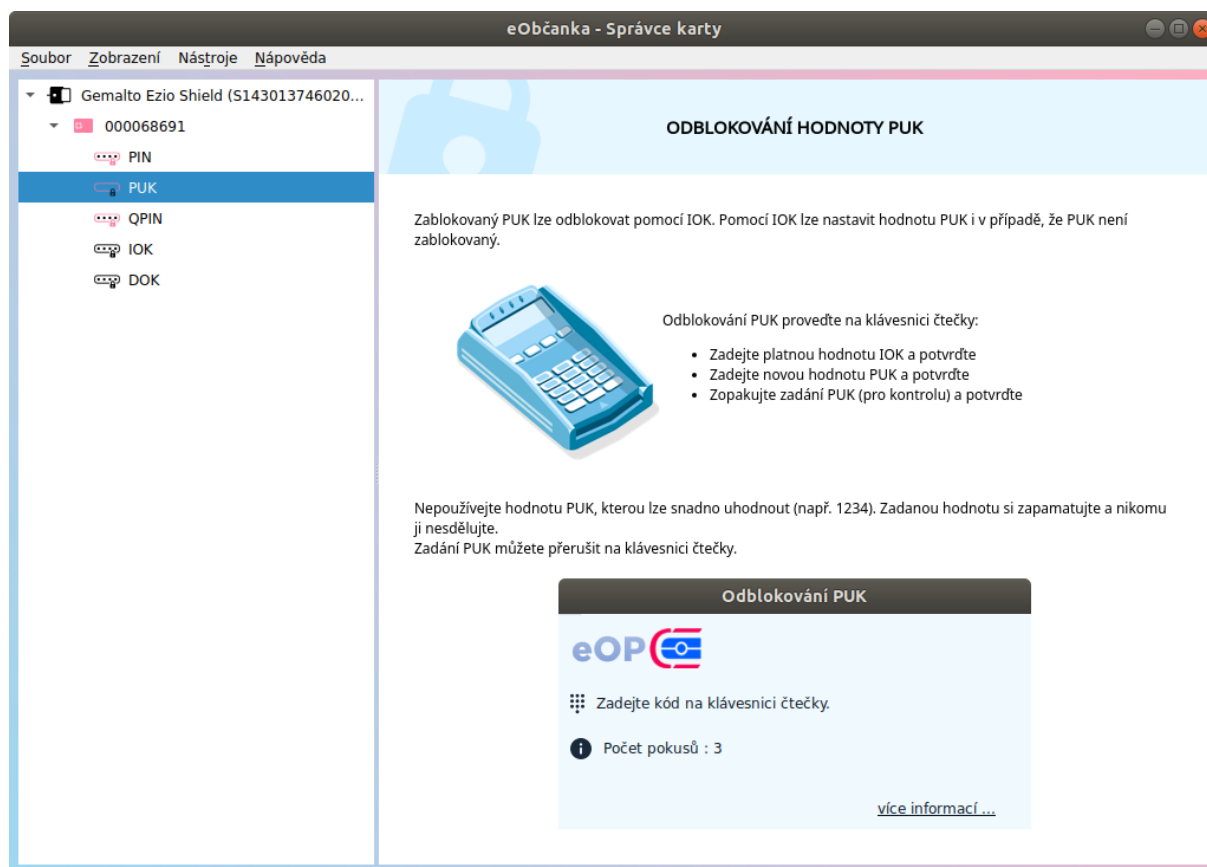 eObčanka - Správce karty
Soubor Zobrazení Nástroje Nápověda
Gemalto Ezio Shield (S143013746020...
000068691
PIN
PUK
QPIN
IOK
DOK
ODBLOKOVÁNÍ HODNOTY PUK
Zablokovaný PUK lze odblokovat pomocí IOK. Pomocí IOK lze nastavit hodnotu PUK i v případě, že PUK není
zablokovaný.
Odblokování PUK proveďte na klávesnici čtečky:
• Zadejte platnou hodnotu IOK a potvrďte
• Zadejte novou hodnotu PUK a potvrďte
• Zopakujte zadání PUK (pro kontrolu) a potvrďte
Nepoužívejte hodnotu PUK, kterou lze snadno uhodnout (např. 1234). Zadanou hodnotu si zapamatujte a nikomu
ji nesdělujte.
Zadání PUK můžete přerušit na klávesnici čtečky.
Odblokování PUK
eOP
Zadejte kód na klávesnici čtečky.
Počet pokusů : 3
více informací ...